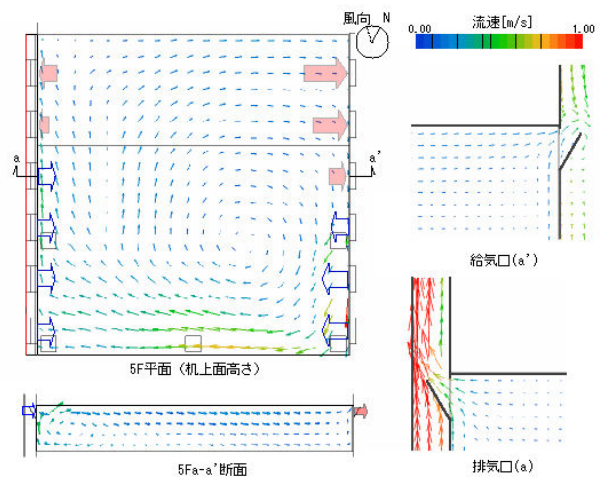 風向 N
流速[m/s]
0.00
1.00
a
a'
給気口(a')
5F平面（机上面高さ）
5Fa-a'断面
排気口(a)